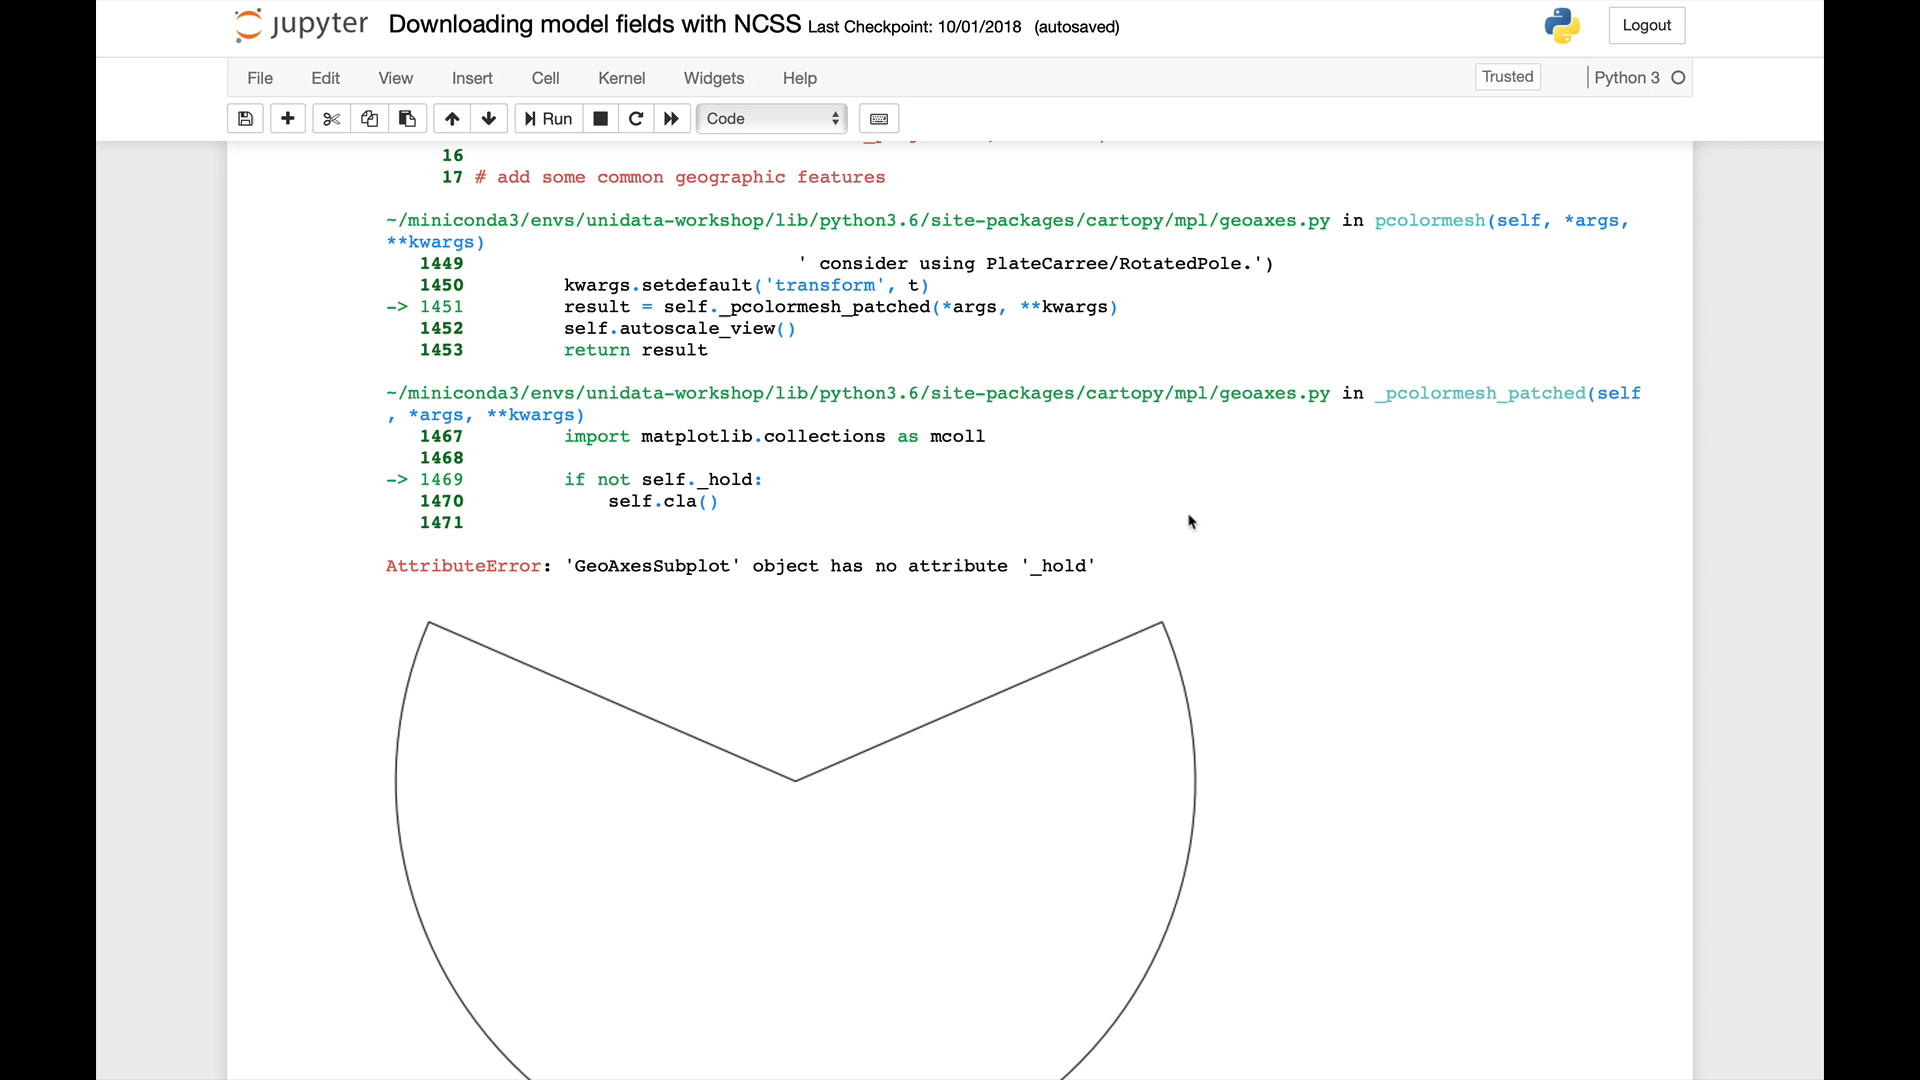 jupyter Downloading model fields with NCSS Last Checkpoint: 10/01/2018 (autosaved) Logout
File Edit View Insert Cell Kernel Widgets Help Trusted Python 3
Run Code
16
17 # add some common geographic features
~/miniconda3/envs/unidata-workshop/lib/python3.6/site-packages/cartopy/mpl/geoaxes.py in pcolormesh(self, *args,
**kwargs)
1449 ' consider using PlateCarree/RotatedPole.')
1450 kwargs.setdefault('transform', t)
-> 1451 result = self._pcolormesh_patched(*args, **kwargs)
1452 self.autoscale_view()
1453 return result
~/miniconda3/envs/unidata-workshop/lib/python3.6/site-packages/cartopy/mpl/geoaxes.py in _pcolormesh_patched(self
, *args, **kwargs)
1467 import matplotlib.collections as mcoll
1468
-> 1469 if not self._hold:
1470 self.cla()
1471
AttributeError: 'GeoAxesSubplot' object has no attribute '_hold'